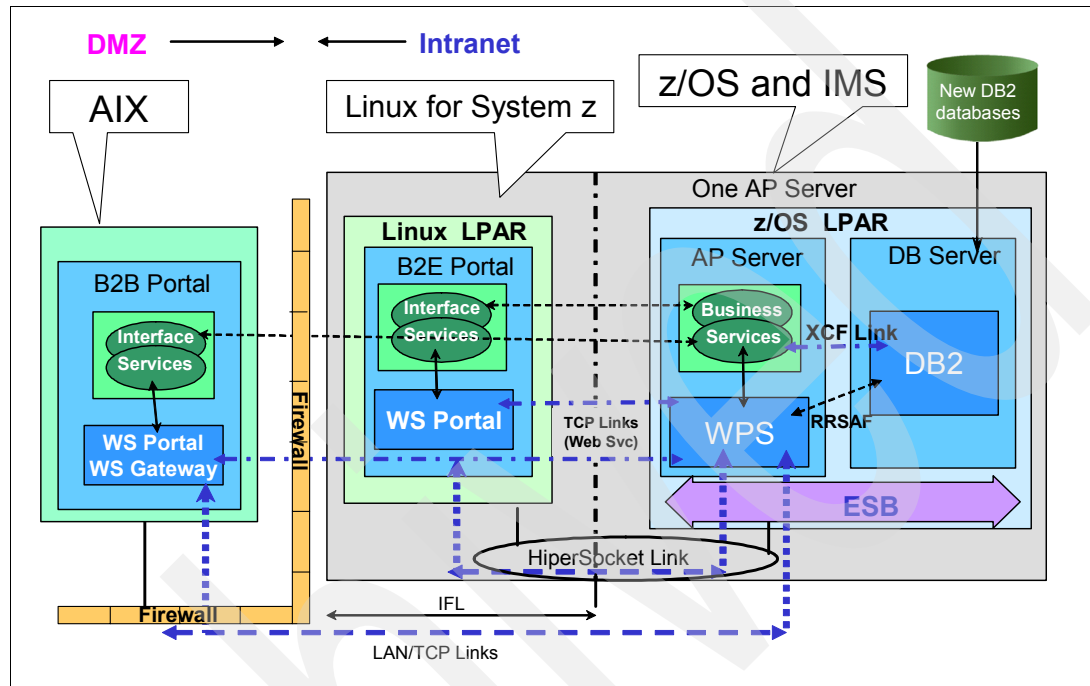 DMZ
Intranet
AIX
Linux for System z
z/OS and IMS
New DB2
databases
One AP Server
Linux LPAR
z/OS LPAR
B2B Portal
B2E Portal
AP Server
DB Server
Interface
Services
Interface
Services
Business
Services
XCF Link
DB2
WS Portal
WS Gateway
WS Portal
TCP Links
(Web Svc)
WPS
RRSAF
Firewall
ESB
HiperSocket Link
Firewall
IFL
LAN/TCP Links